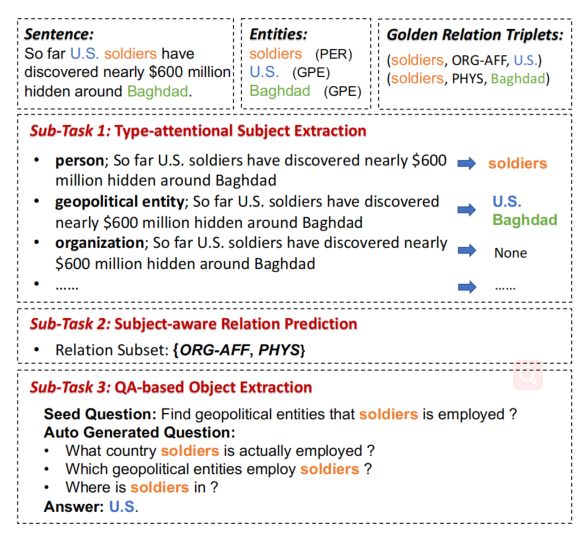 Sentence:
So far U.S. soldiers have
discovered nearly $600 million
hidden around Baghdad.
Entities:
soldiers (PER)
U.S. (GPE)
Baghdad (GPE)
Golden Relation Triplets:
(soldiers, ORG-AFF, U.S.)
(soldiers, PHYS, Baghdad)
Sub-Task 1: Type-attentional Subject Extraction
• person; So far U.S. soldiers have discovered nearly $600
million hidden around Baghdad
soldiers
• geopolitical entity; So far U.S. soldiers have discovered
nearly $600 million hidden around Baghdad
U.S.
Baghdad
• organization; So far U.S. soldiers have discovered nearly
$600 million hidden around Baghdad
None
• ......
......
Sub-Task 2: Subject-aware Relation Prediction
• Relation Subset: {ORG-AFF, PHYS}
Sub-Task 3: QA-based Object Extraction
Seed Question: Find geopolitical entities that soldiers is employed ?
Auto Generated Question:
• What country soldiers is actually employed ?
• Which geopolitical entities employ soldiers ?
• Where is soldiers in ?
Answer: U.S.